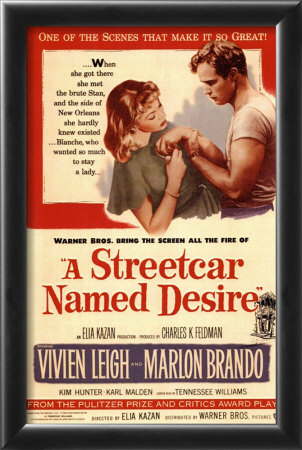 ONE OF THE SCENES THAT MAKE IT SO GREAT!
....When
she got there
she met
the brute Stan,
and the side of
New Orleans
she hardly
knew existed
...Blanche, who
wanted so much
to stay
a lady...
WARNER BROS. BRING THE SCREEN ALL THE FIRE OF
"A STREETCAR
NAMED DESIRE"
AN ELIA KAZAN PRODUCTION · PRODUCED BY CHARLES K. FELDMAN
STARRING
VIVIEN LEIGH AND MARLON BRANDO
KIM HUNTER · KARL MALDEN SCREEN PLAY BY TENNESSEE WILLIAMS
FROM THE PULITZER PRIZE AND CRITICS AWARD PLAY
DIRECTED BY ELIA KAZAN DISTRIBUTED BY WARNER BROS. PICTURES